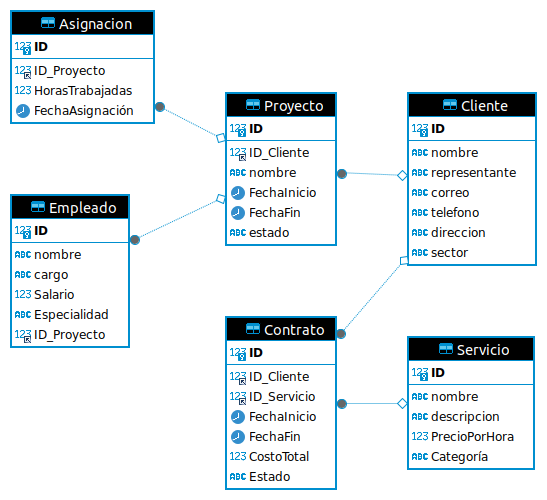 Asignacion
123 ID
123 ID_Proyecto
123 HorasTrabajadas
FechaAsignación
Proyecto
123 ID
123 ID_Cliente
ABC nombre
FechaInicio
FechaFin
ABC estado
Cliente
123 ID
ABC nombre
ABC representante
ABC correo
ABC telefono
ABC direccion
ABC sector
Empleado
123 ID
ABC nombre
ABC cargo
123 Salario
ABC Especialidad
123 ID_Proyecto
Contrato
123 ID
123 ID_Cliente
123 ID_Servicio
FechaInicio
FechaFin
123 CostoTotal
ABC Estado
Servicio
123 ID
ABC nombre
ABC descripcion
123 PrecioPorHora
ABC Categoría